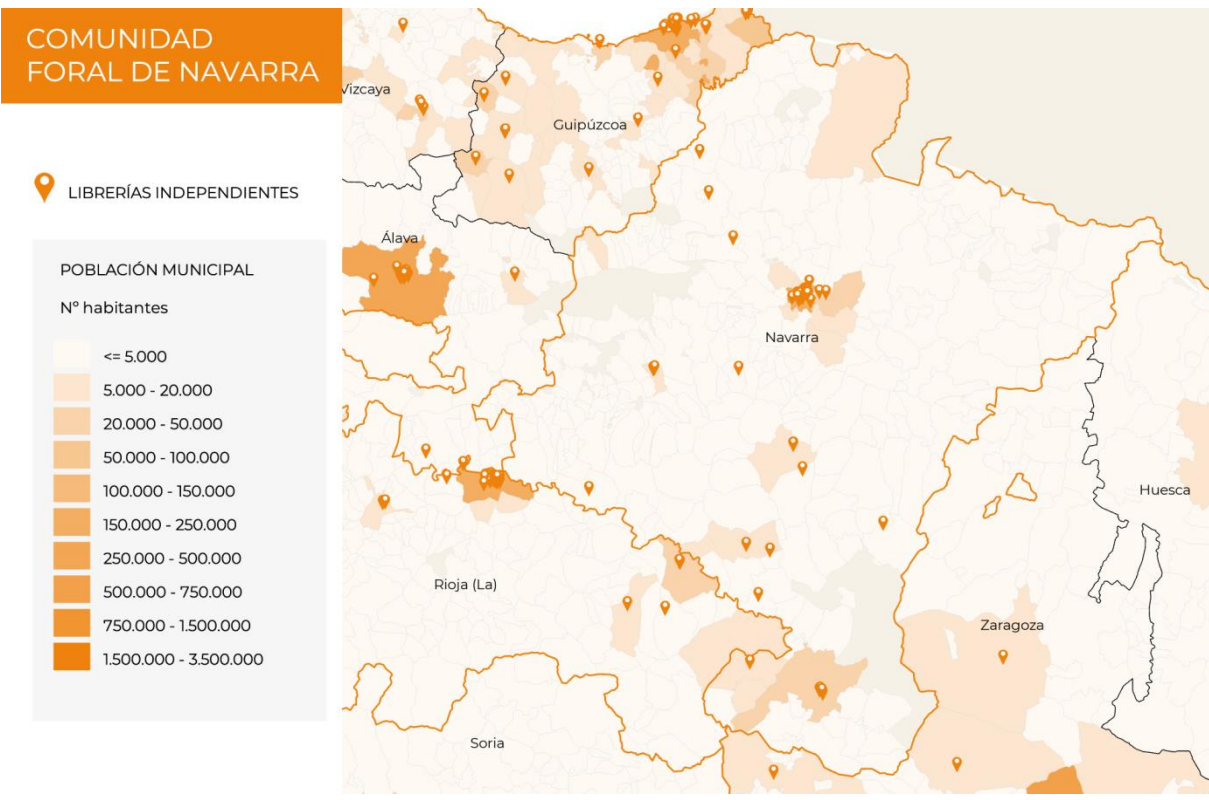 COMUNIDAD
FORAL DE NAVARRA
LIBRERÍAS INDEPENDIENTES
POBLACIÓN MUNICIPAL
Nº habitantes
<= 5.000
5.000 - 20.000
20.000 - 50.000
50.000 - 100.000
100.000 - 150.000
150.000 - 250.000
250.000 - 500.000
500.000 - 750.000
750.000 - 1.500.000
1.500.000 - 3.500.000
Vizcaya
Guipúzcoa
Álava
Navarra
Huesca
Rioja (La)
Zaragoza
Soria